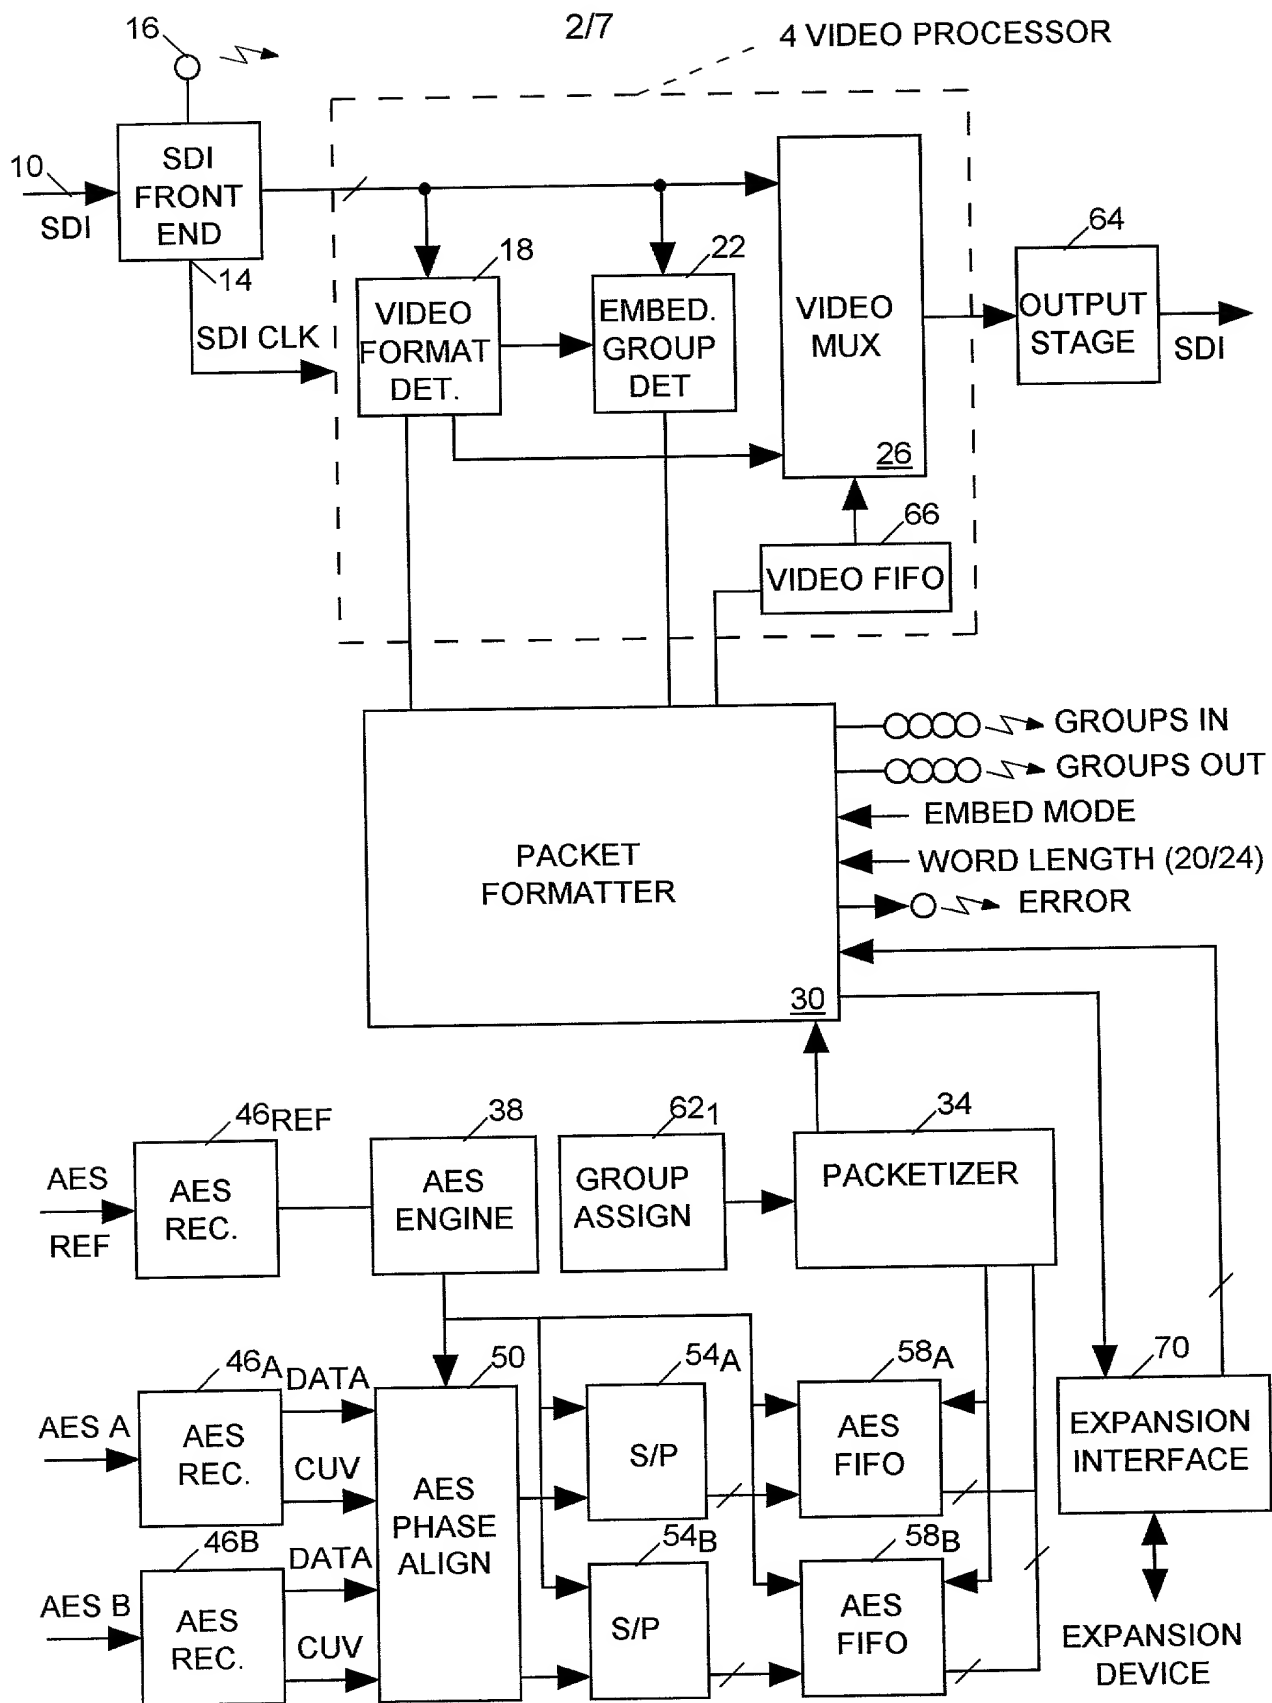 2/7
4 VIDEO PROCESSOR
16
10
SDI
SDI
FRONT
END
14
SDI CLK
18
VIDEO
FORMAT
DET.
22
EMBED.
GROUP
DET
VIDEO
MUX
26
64
OUTPUT
STAGE
SDI
66
VIDEO FIFO
GROUPS IN
GROUPS OUT
EMBED MODE
WORD LENGTH (20/24)
ERROR
PACKET
FORMATTER
30
46REF
AES
REF
AES
REC.
38
AES
ENGINE
621
GROUP
ASSIGN
34
PACKETIZER
46A
AES A
AES
REC.
DATA
CUV
50
AES
PHASE
ALIGN
54A
S/P
58A
AES
FIFO
70
EXPANSION
INTERFACE
46B
AES B
AES
REC.
DATA
CUV
54B
S/P
58B
AES
FIFO
EXPANSION
DEVICE